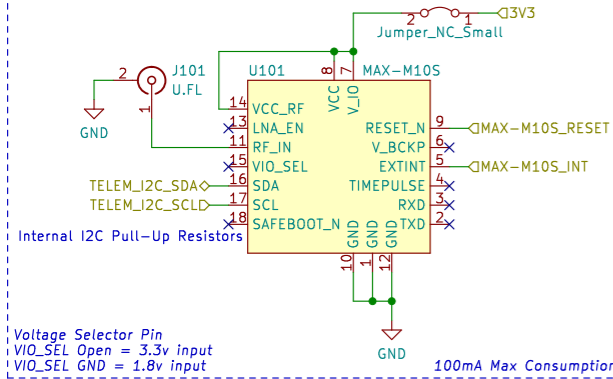 3V3
2 1
Jumper_NC_Small
J101
U.FL
2
1
GND
U101
MAX-M10S
8 7
VCC V_IO
14 VCC_RF
13 LNA_EN
11 RF_IN
15 VIO_SEL
16 SDA
17 SCL
18 SAFEBOOT_N
TELEM_I2C_SDA
TELEM_I2C_SCL
Internal I2C Pull-Up Resistors
RESET_N 9
V_BCKP 6
EXTINT 5
TIMEPULSE 4
RXD 3
TXD 2
MAX-M10S_RESET
MAX-M10S_INT
GND GND GND
10 1 12
GND
Voltage Selector Pin
VIO_SEL Open = 3.3v input
VIO_SEL GND = 1.8v input
100mA Max Consumption